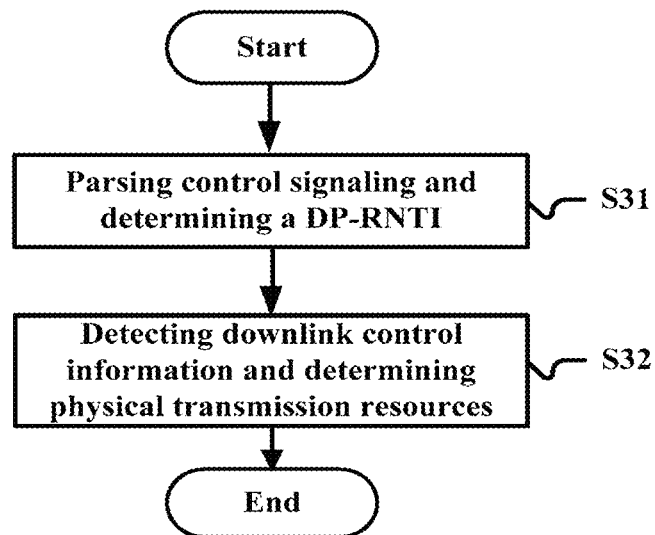 Start
Parsing control signaling and
determining a DP-RNTI
S31
Detecting downlink control
information and determining
physical transmission resources
S32
End